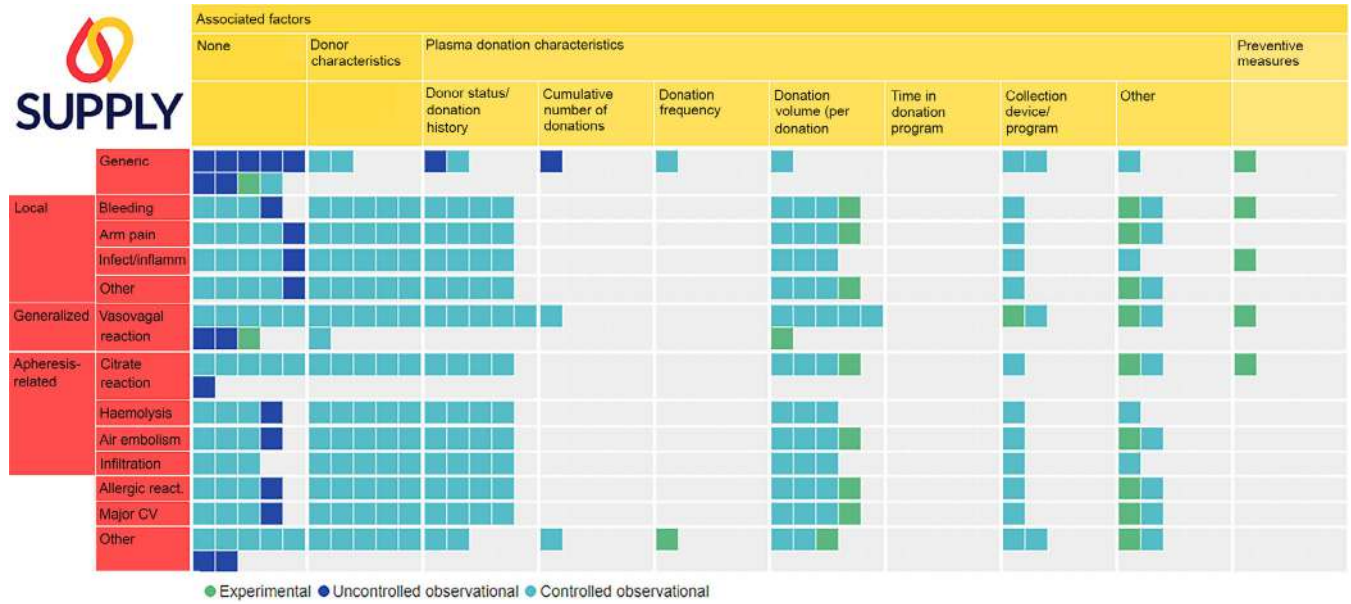 SUPPLY
Associated factors
None
Donor
characteristics
Plasma donation characteristics
Preventive
measures
Donor status/
donation
history
Cumulative
number of
donations
Donation
frequency
Donation
volume (per
donation
Time in
donation
program
Collection
device/
program
Other
Generic
Local
Bleeding
Arm pain
Infect/inflamm
Other
Generalized
Vasovagal
reaction
Apheresis-
related
Citrate
reaction
Haemolysis
Air embolism
Infiltration
Allergic react.
Major CV
Other
Experimental Uncontrolled observational Controlled observational